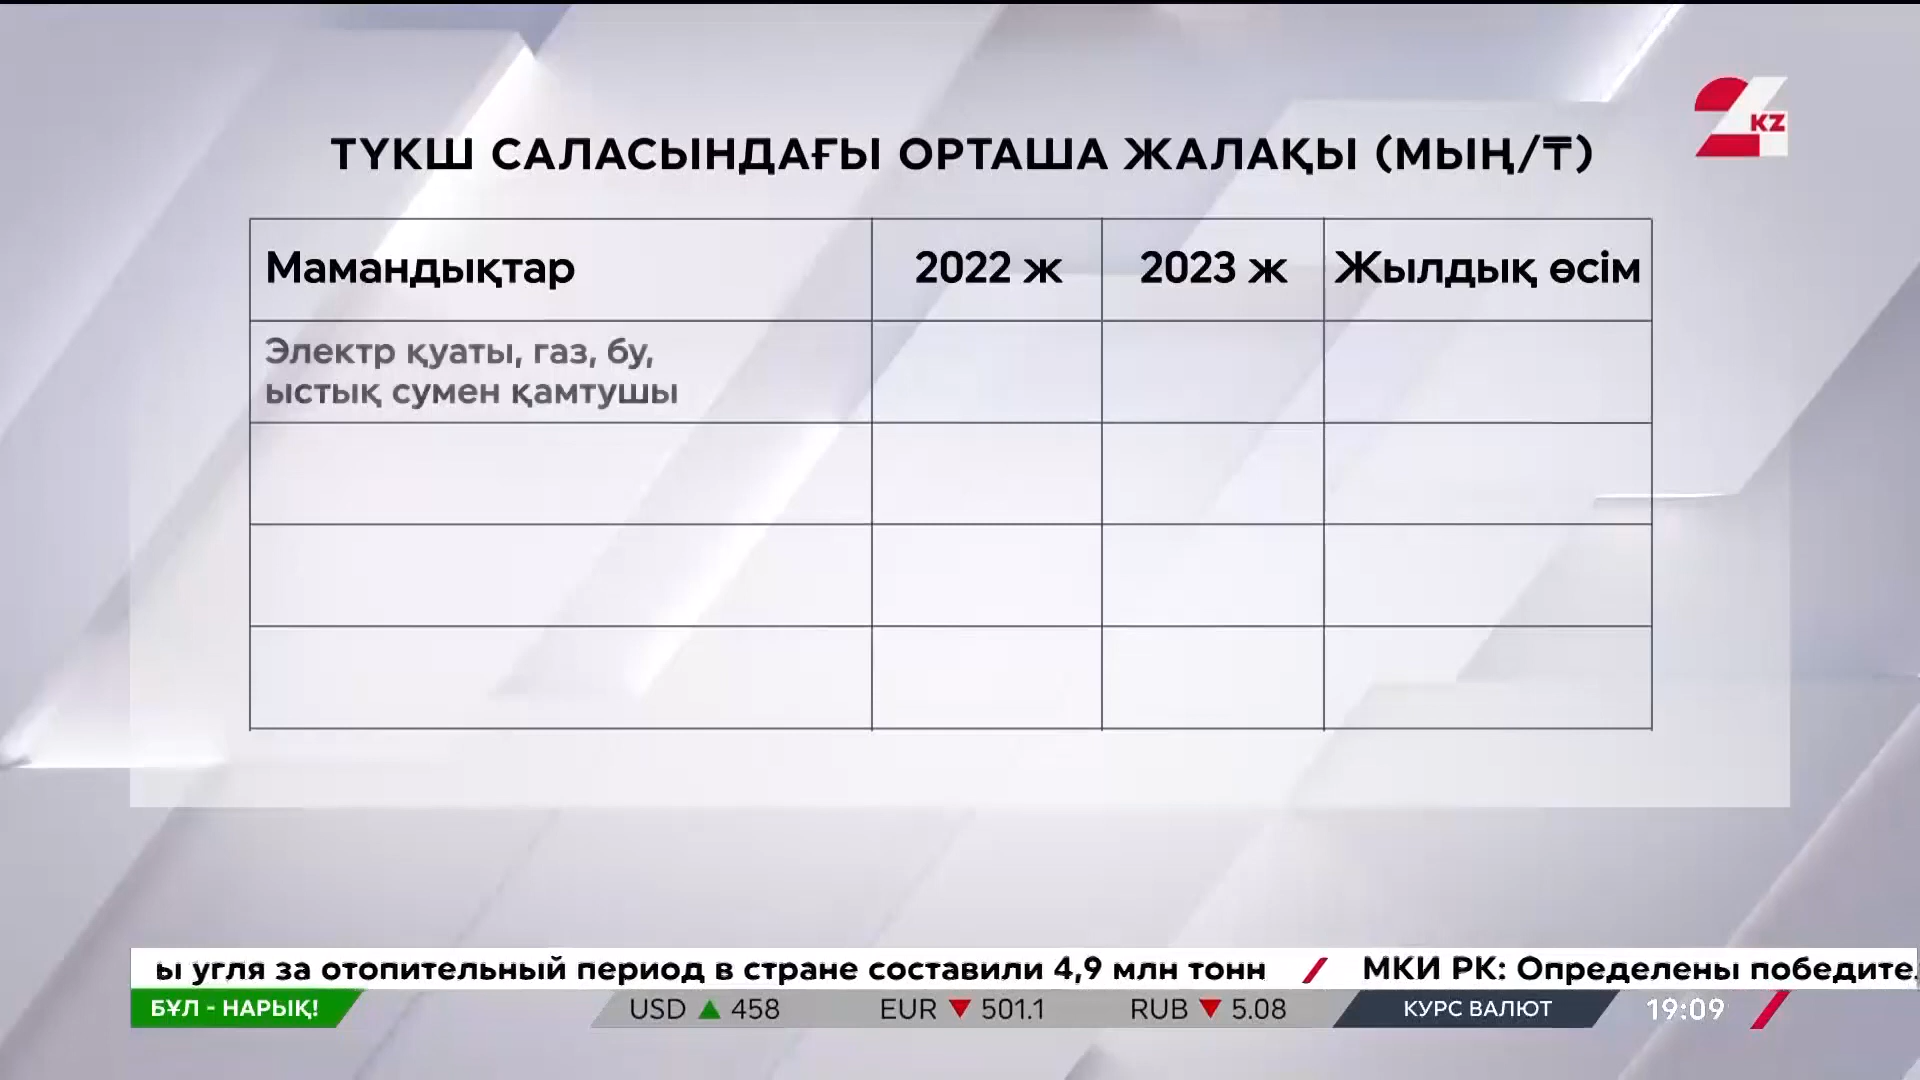 24 KZ
ТҮКШ САЛАСЫНДАҒЫ ОРТАША ЖАЛАҚЫ (МЫҢ/₸)
Мамандықтар 2022 ж 2023 ж Жылдық өсім
Электр қуаты, газ, бу,
ыстық сумен қамтушы
ы угля за отопительный период в стране составили 4,9 млн тонн / МКИ РК: Определены победите
БҰЛ - НАРЫҚ! USD ▲ 458 EUR ▼ 501.1 RUB ▼ 5.08 КУРС ВАЛЮТ 19:09